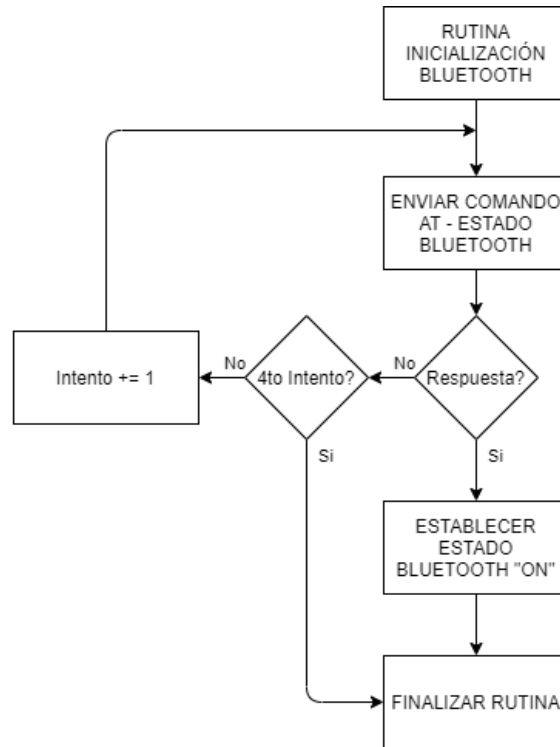 RUTINA
INICIALIZACIÓN
BLUETOOTH
ENVIAR COMANDO
AT - ESTADO
BLUETOOTH
Respuesta?
No
4to Intento?
No
Intento += 1
Si
Si
ESTABLECER
ESTADO
BLUETOOTH "ON"
FINALIZAR RUTINA